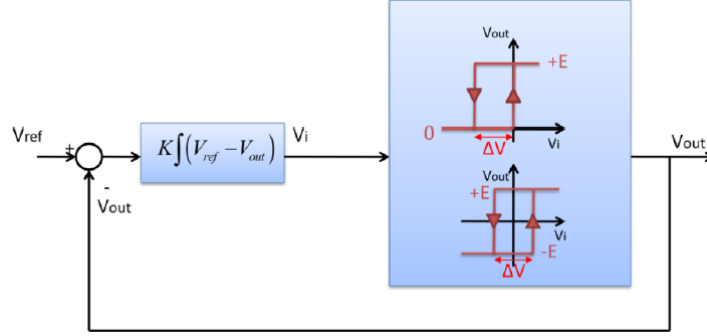 Vout
+E
0
ΔV
Vi
Vref
+
K∫(Vref − Vout)
Vi
Vout
-
Vout
Vout
+E
Vi
-E
ΔV